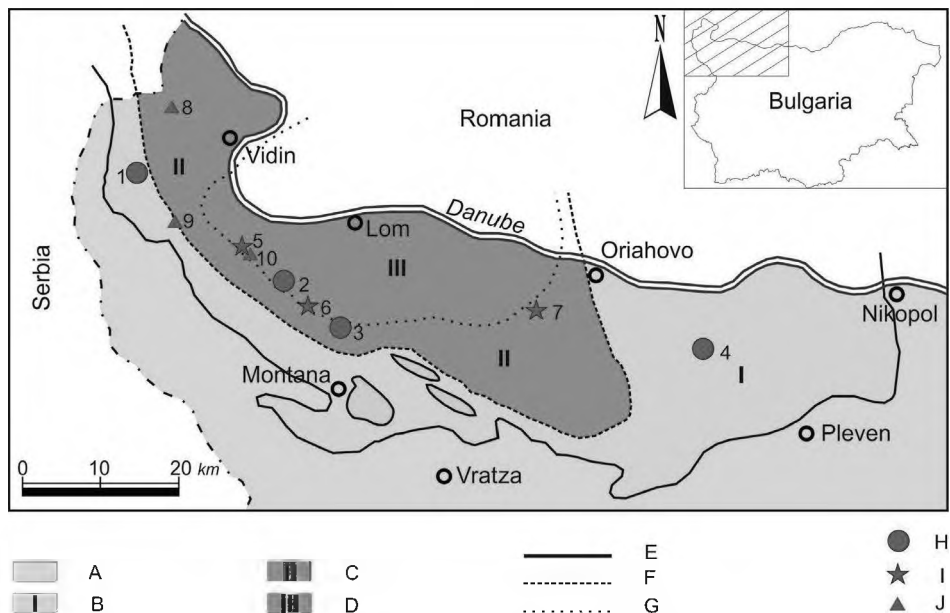 N
Romania
Bulgaria
8
Vidin
II
1
9
Danube
Lom
5
10
Oriahovo
Serbia
III
2
6
7
Nikopol
3
4
II
I
Montana
Pleven
0 10 20 km
Vratza
A
B
C
D
E
F
G
H
I
J